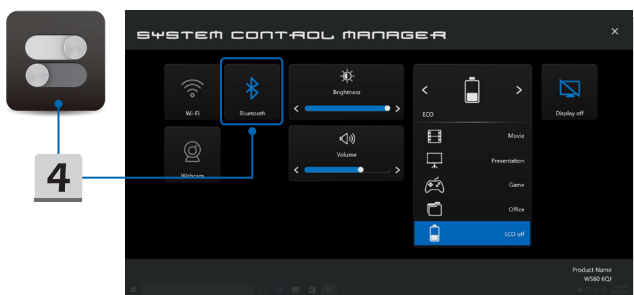 SYSTEM CONTROL MANAGER
Wi-Fi
Bluetooth
Brightness
ECO
Display off
Movie
Webcam
Volume
Presentation
Game
Office
ECO off
4
Product Name
WS60 6QJ